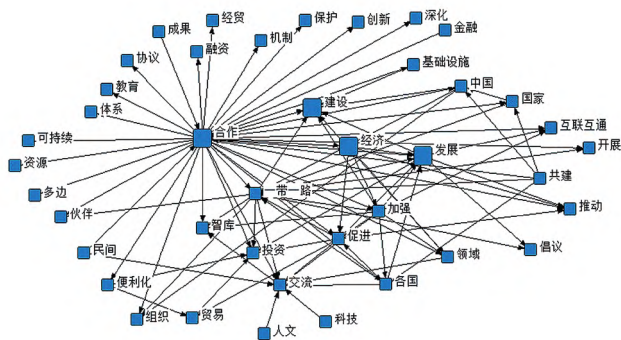 成果
经贸
保护
创新
深化
金融
协议
融资
机制
基础设施
教育
中国
体系
建设
国家
合作
互联互通
可持续
经济
发展
开展
资源
共建
多边
一带一路
加强
推动
伙伴
智库
促进
倡议
民间
投资
领域
便利化
交流
各国
组织
贸易
科技
人文